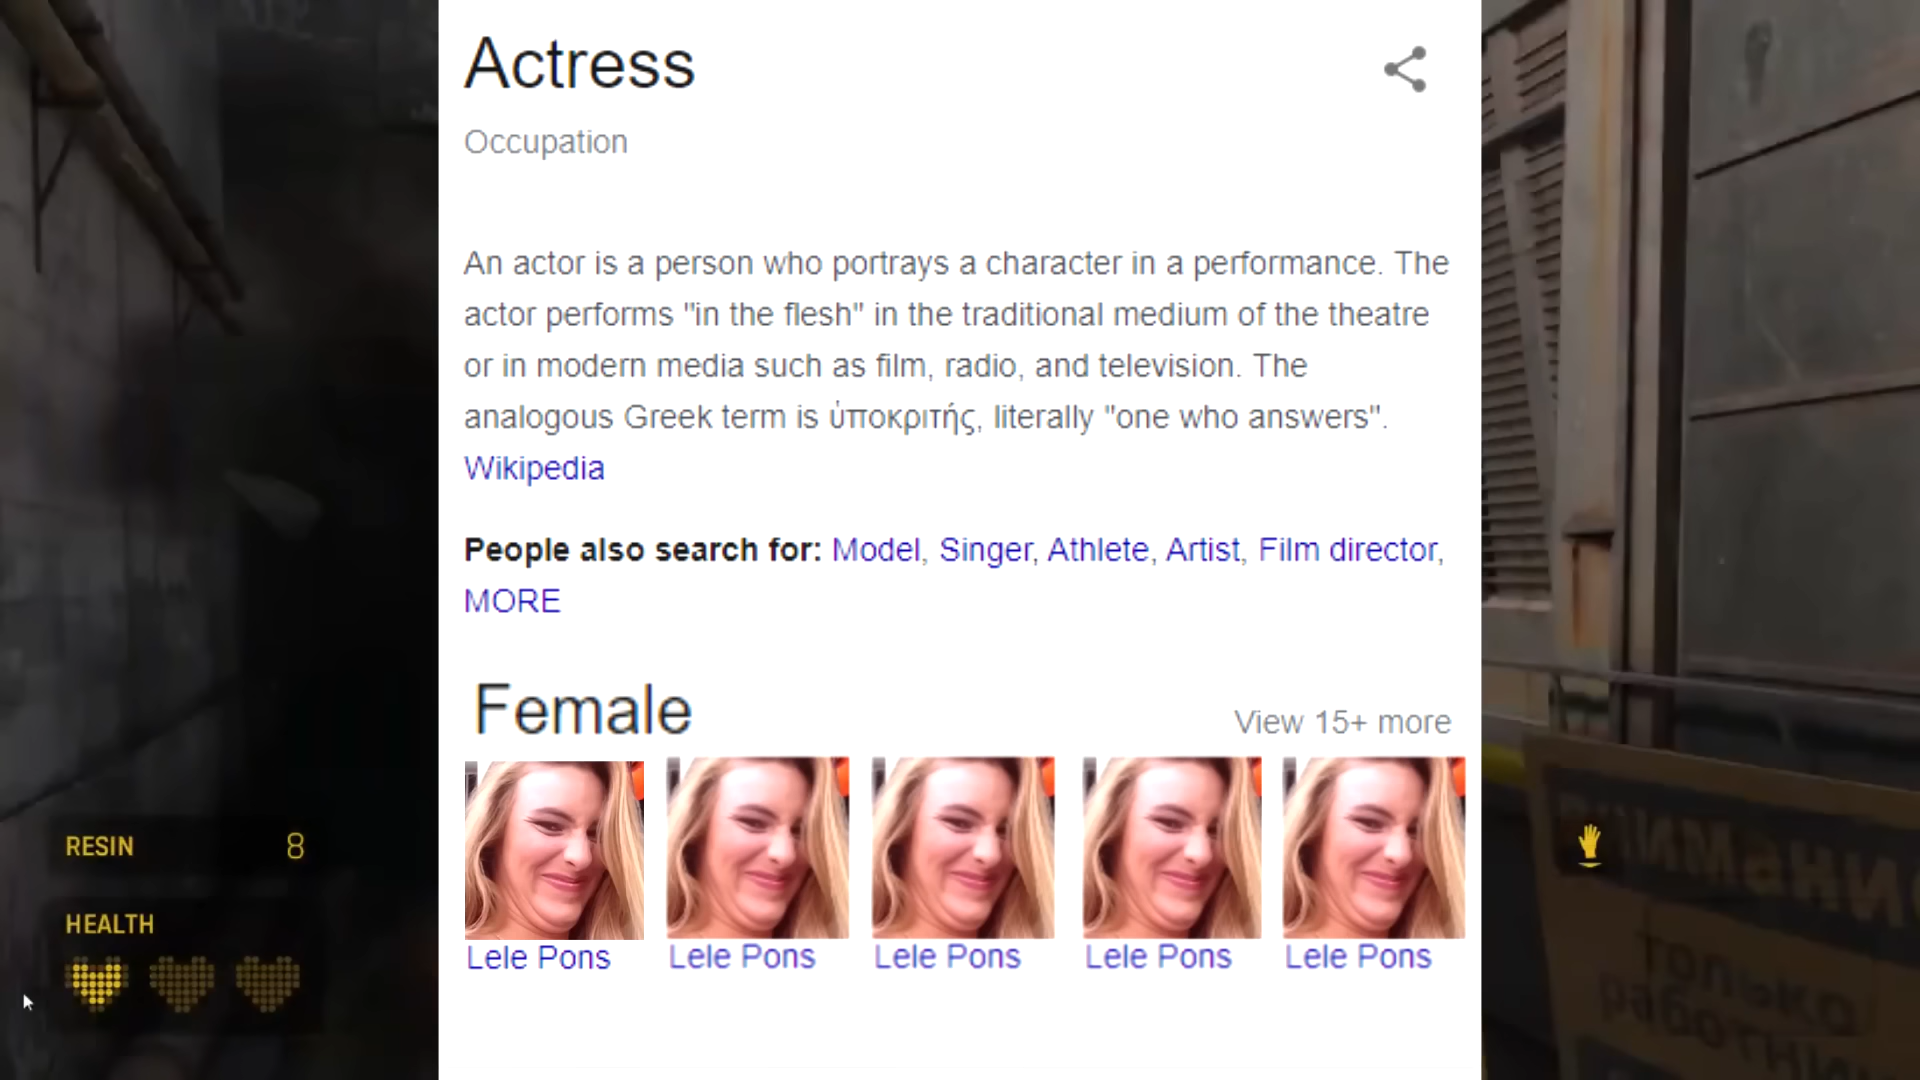 Actress
Occupation
An actor is a person who portrays a character in a performance. The
actor performs "in the flesh" in the traditional medium of the theatre
or in modern media such as film, radio, and television. The
analogous Greek term is ὑποκριτής, literally "one who answers".
Wikipedia
People also search for: Model, Singer, Athlete, Artist, Film director,
MORE
Female
View 15+ more
Lele Pons
Lele Pons
Lele Pons
Lele Pons
Lele Pons
RESIN 8
HEALTH
только